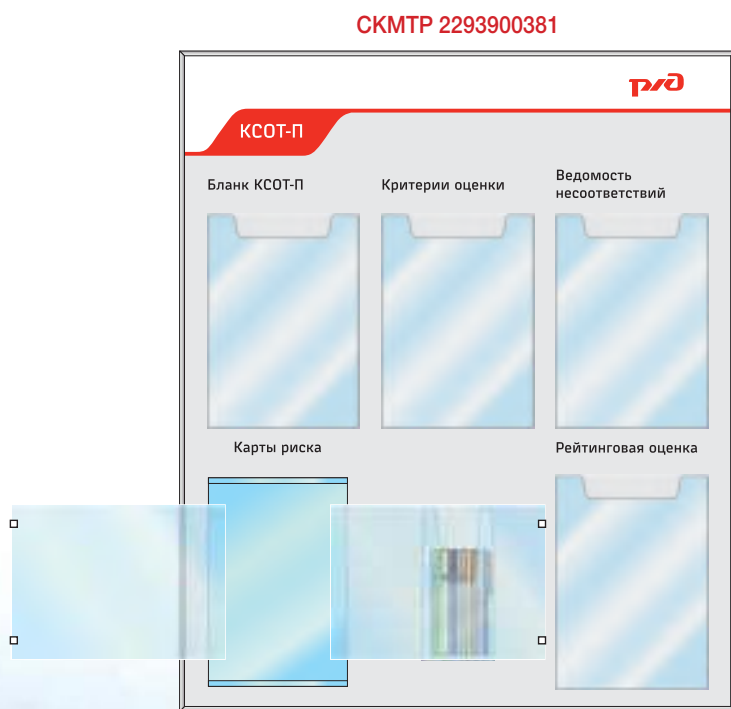 СКМТР 2293900381
ржд
КСОТ-П
Бланк КСОТ-П
Критерии оценки
Ведомость
несоответствий
Карты риска
Рейтинговая оценка